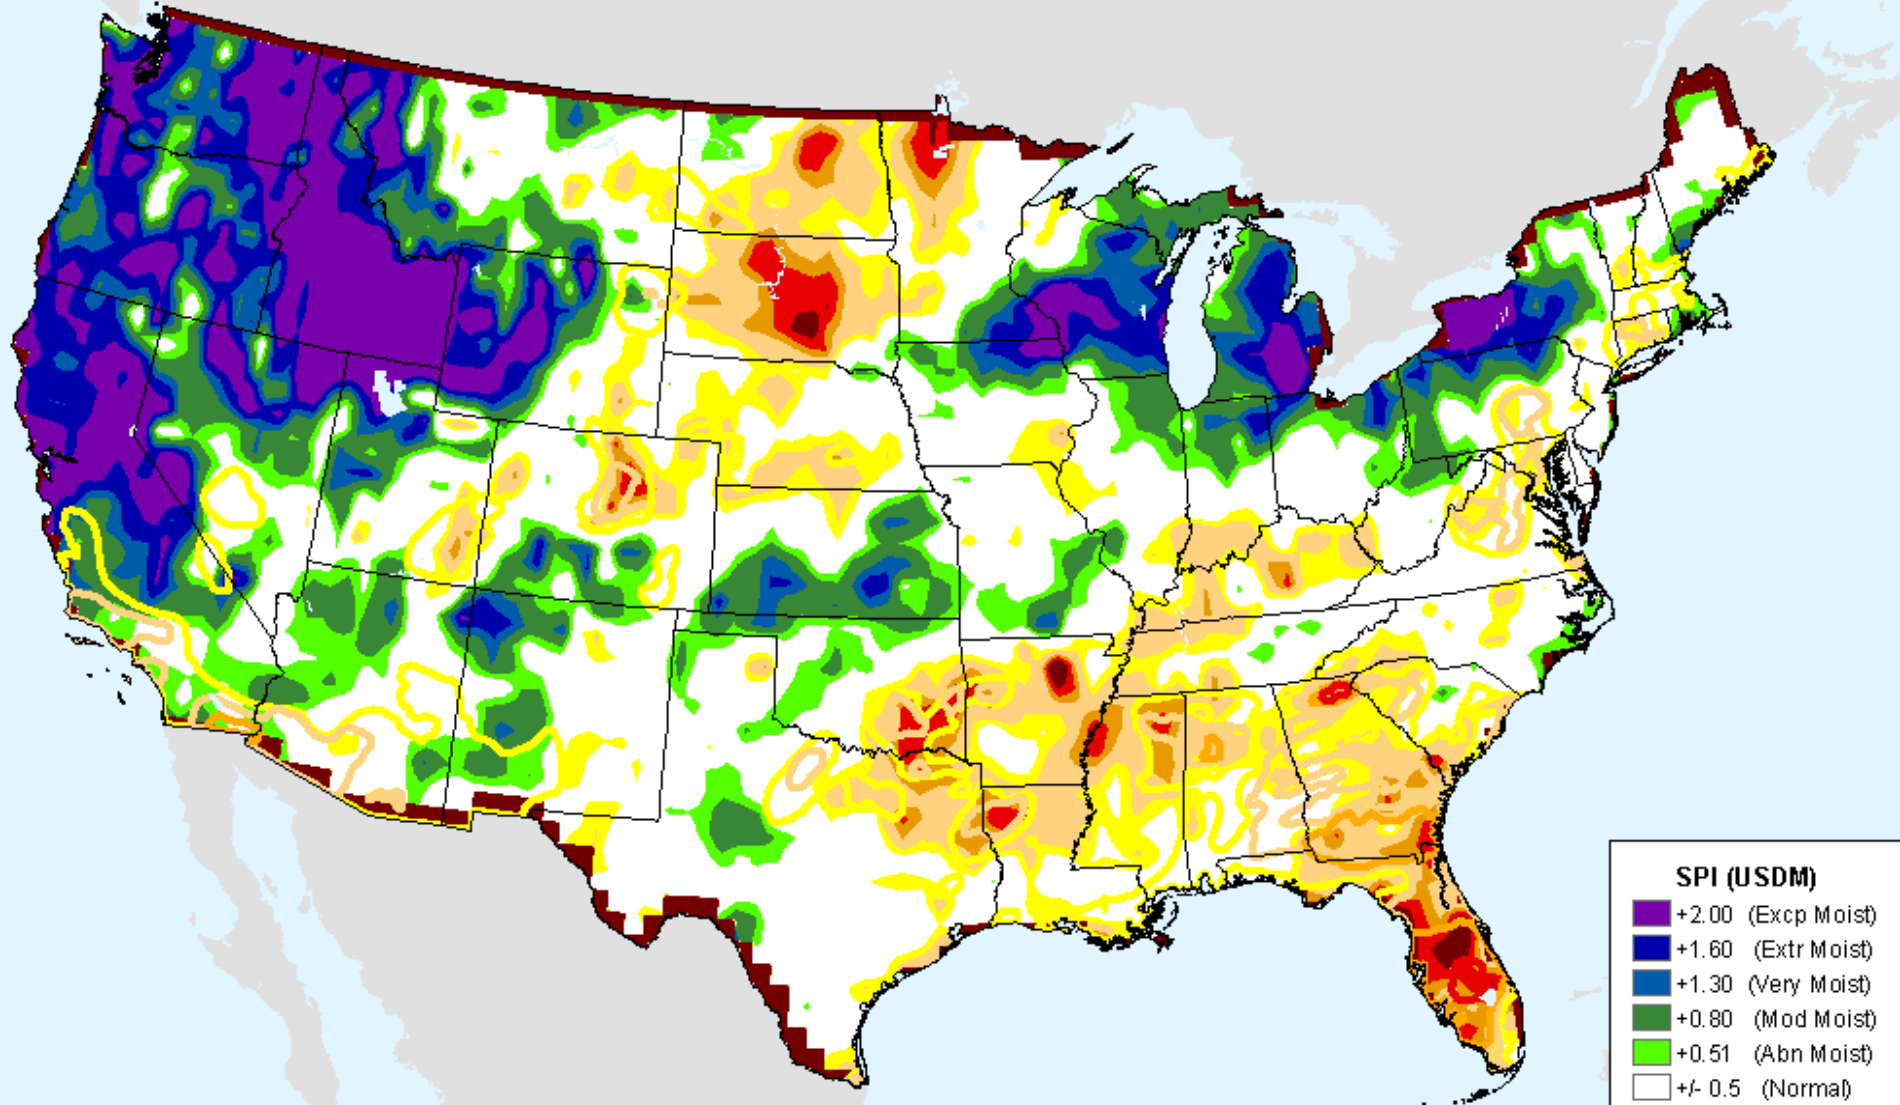 SPI (USDM)
+2.00 (Excp Moist)
+1.60 (Extr Moist)
+1.30 (Very Moist)
+0.80 (Mod Moist)
+0.51 (Abn Moist)
+/- 0.5 (Normal)